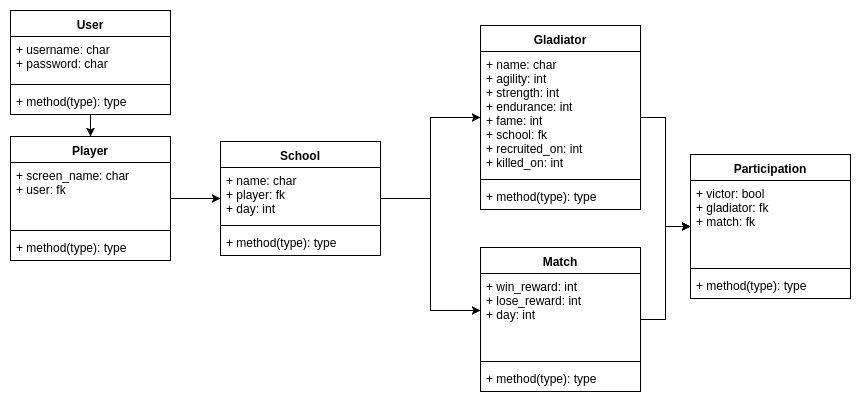 User
+ username: char
+ password: char
+ method(type): type
Player
+ screen_name: char
+ user: fk
+ method(type): type
School
+ name: char
+ player: fk
+ day: int
+ method(type): type
Gladiator
+ name: char
+ agility: int
+ strength: int
+ endurance: int
+ fame: int
+ school: fk
+ recruited_on: int
+ killed_on: int
+ method(type): type
Match
+ win_reward: int
+ lose_reward: int
+ day: int
+ method(type): type
Participation
+ victor: bool
+ gladiator: fk
+ match: fk
+ method(type): type